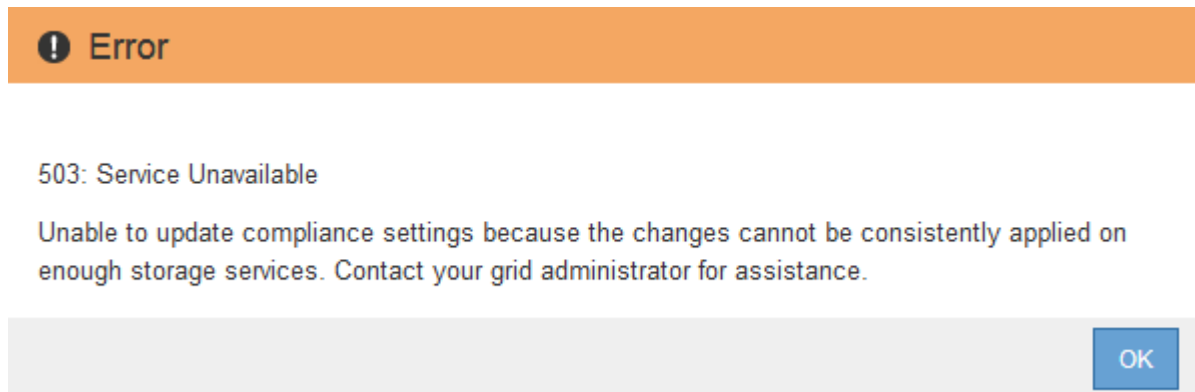 Error
503: Service Unavailable
Unable to update compliance settings because the changes cannot be consistently applied on
enough storage services. Contact your grid administrator for assistance.
OK